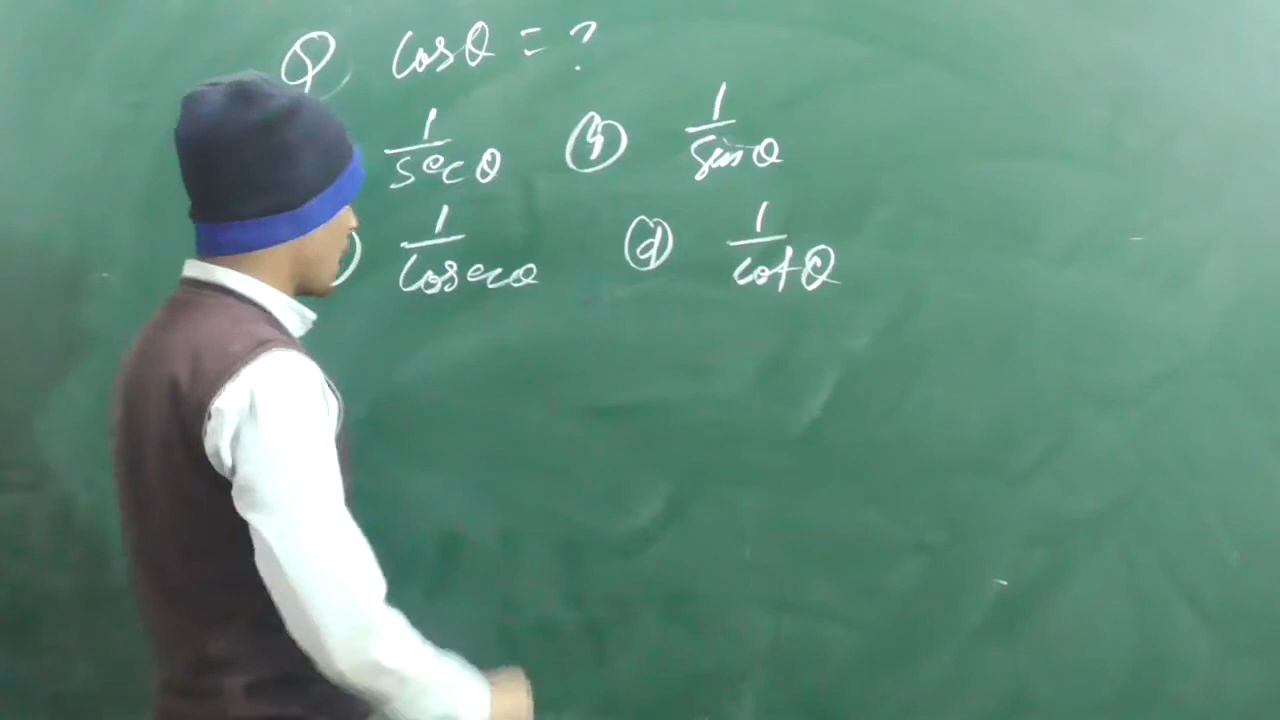 Q cosθ = ?
1/secθ (b) 1/sinθ
) 1/cosecθ (d) 1/cotθ